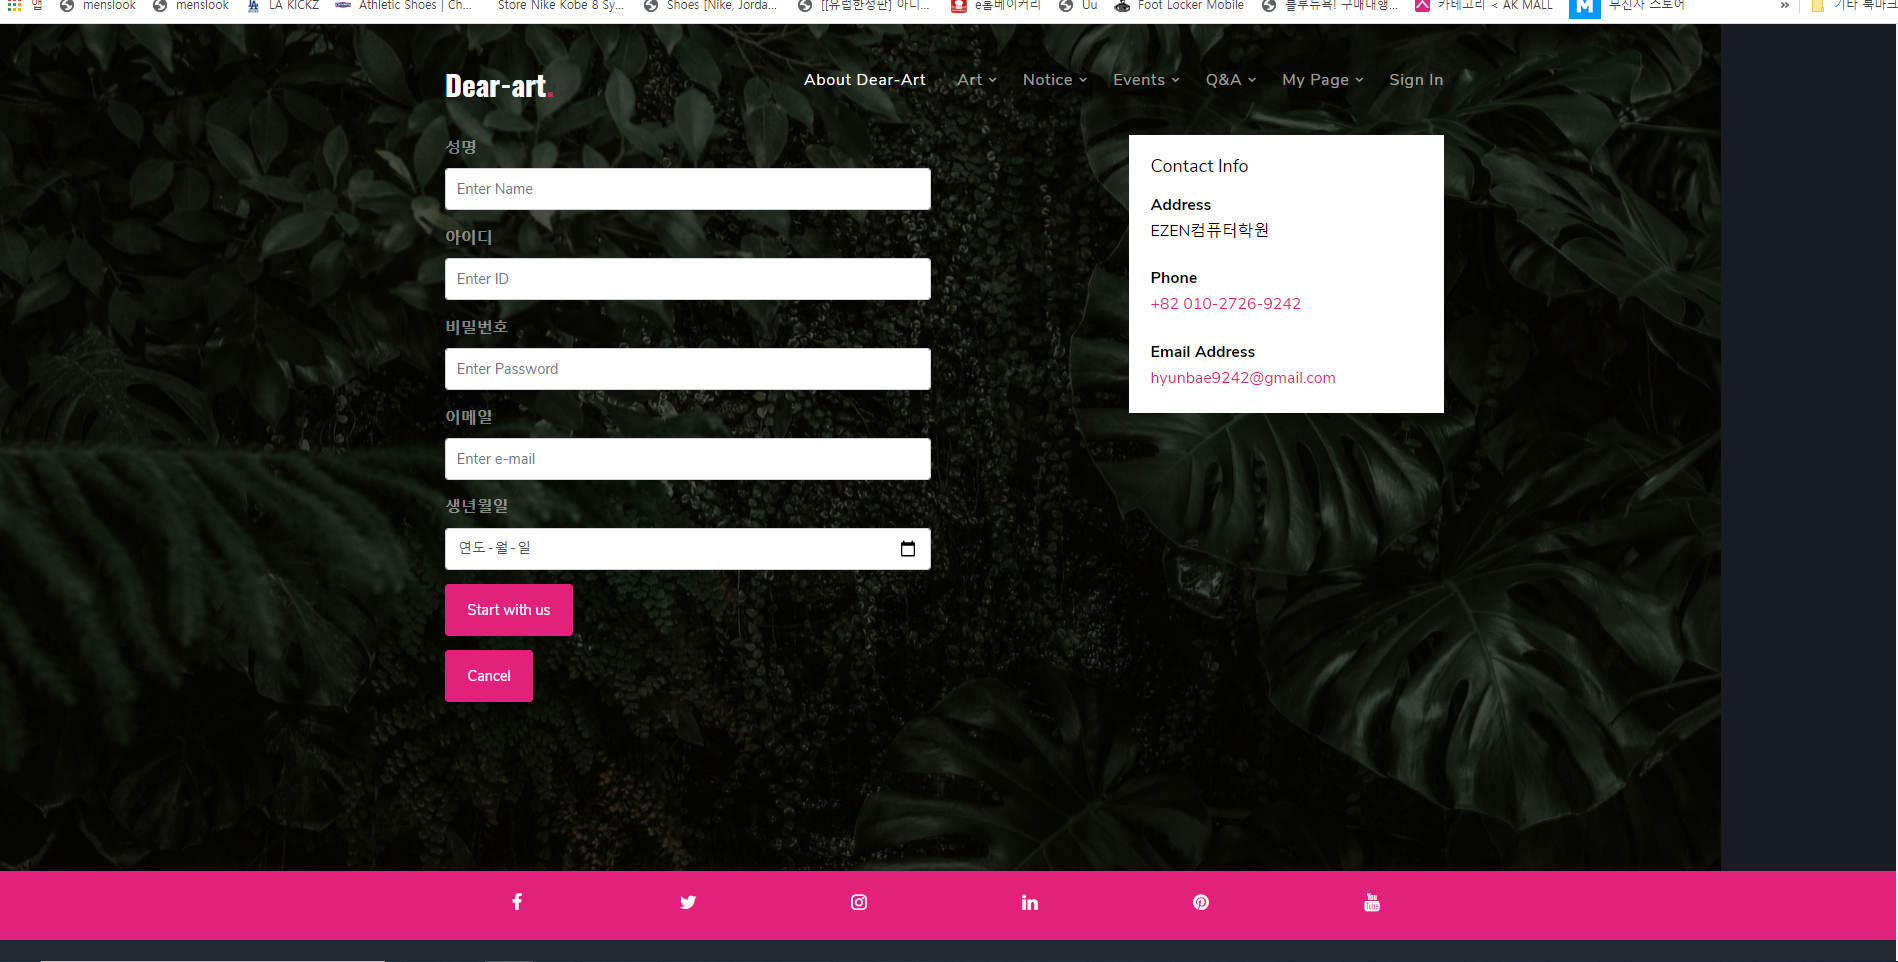 앱 menslook menslook LA KICKZ Athletic Shoes | Ch... Store Nike Kobe & Sy... Shoes [Nike, Jorda... [[유럽한정판] 아디... e홈베이커리 Uu Foot Locker Mobile 블루뉴욕! 구매대행... 카테고리 < AK MALL 무신사 스토어 » 기타 북마크
Dear-art. About Dear-Art Art Notice Events Q&A My Page Sign In
성명
Enter Name
아이디
Enter ID
비밀번호
Enter Password
이메일
Enter e-mail
생년월일
연도-월-일
Start with us
Cancel
Contact Info
Address
EZEN컴퓨터학원
Phone
+82 010-2726-9242
Email Address
hyunbae9242@gmail.com